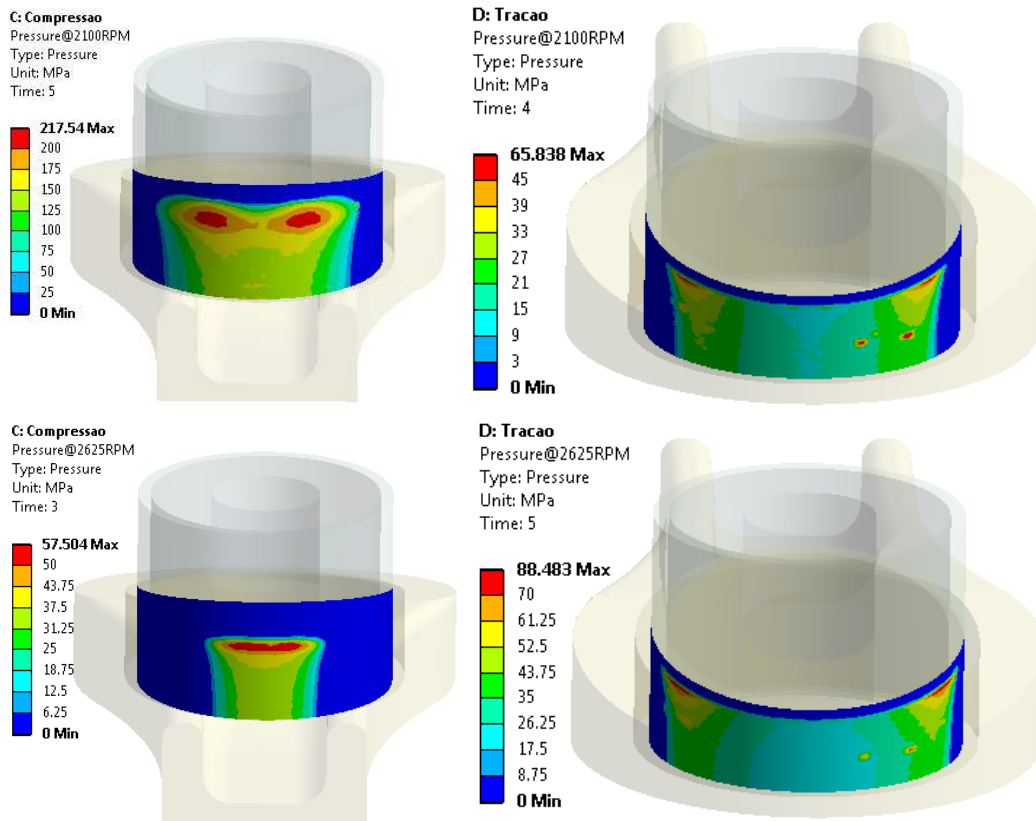 C: Compressao
Pressure@2100RPM
Type: Pressure
Unit: MPa
Time: 5
217.54 Max
200
175
150
125
100
75
50
25
0 Min
D: Tracao
Pressure@2100RPM
Type: Pressure
Unit: MPa
Time: 4
65.838 Max
45
39
33
27
21
15
9
3
0 Min
C: Compressao
Pressure@2625RPM
Type: Pressure
Unit: MPa
Time: 3
57.504 Max
50
43.75
37.5
31.25
25
18.75
12.5
6.25
0 Min
D: Tracao
Pressure@2625RPM
Type: Pressure
Unit: MPa
Time: 5
88.483 Max
70
61.25
52.5
43.75
35
26.25
17.5
8.75
0 Min